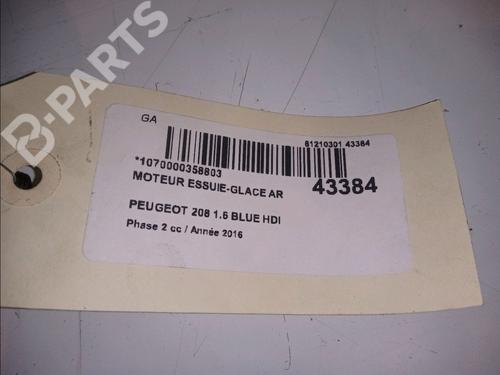 B-PARTS
GA
81210301 43384
*1070000358803
MOTEUR ESSUIE-GLACE AR
43384
PEUGEOT 208 1.6 BLUE HDI
Phase 2 cc / Année 2016